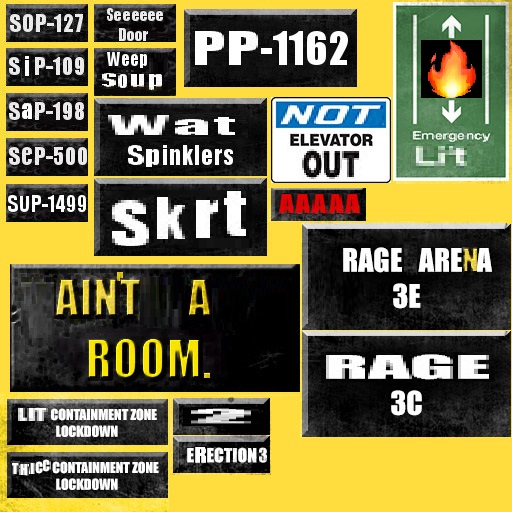 SOP-127
SiP-109
SaP-198
SCP-500
SUP-1499
Seeeeee
Door
Weep
Soup
PP-1162
Wat
Spinklers
Skrt
NOT
ELEVATOR
OUT
AAAAA
Emergency
Li't
AIN'T A
ROOM.
RAGE ARENA
3E
RAGE
3C
LIT CONTAINMENT ZONE
LOCKDOWN
THICC CONTAINMENT ZONE
LOCKDOWN
2
ERECTION3